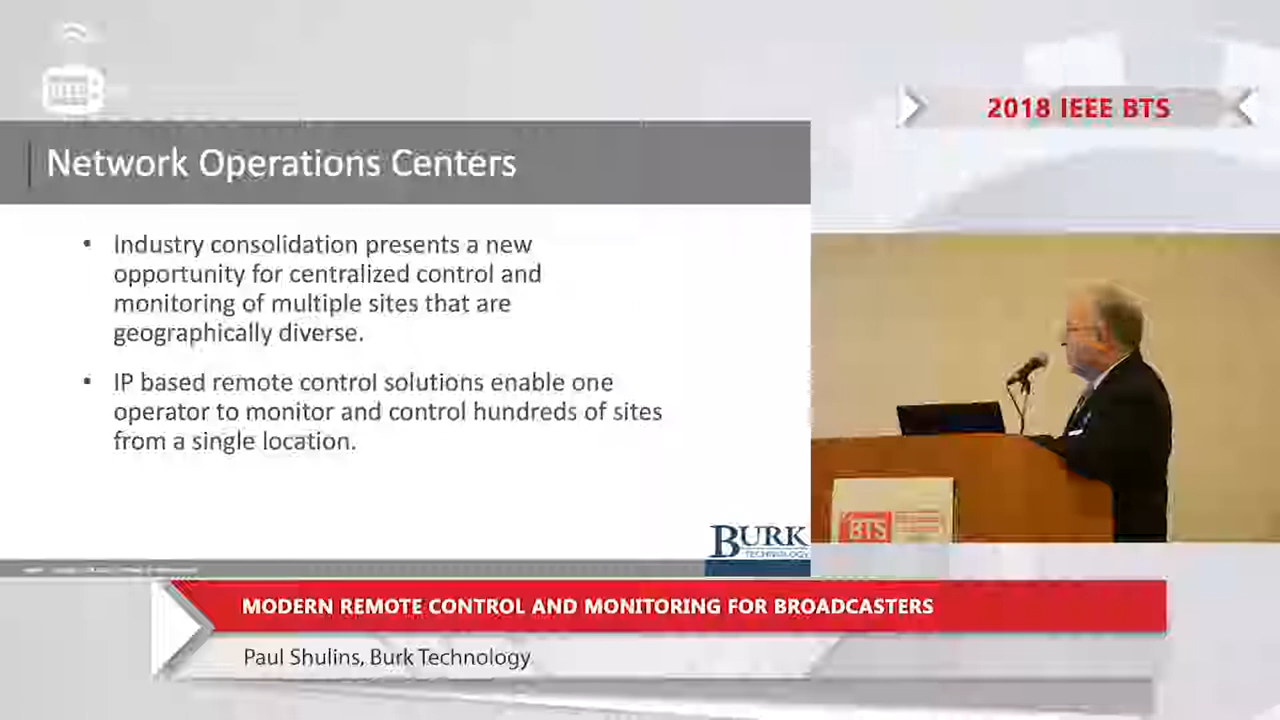 BTS
2018 IEEE BTS
Network Operations Centers
• Industry consolidation presents a new
opportunity for centralized control and
monitoring of multiple sites that are
geographically diverse.
• IP based remote control solutions enable one
operator to monitor and control hundreds of sites
from a single location.
BURK
TECHNOLOGY
BTS
MODERN REMOTE CONTROL AND MONITORING FOR BROADCASTERS
Paul Shulins, Burk Technology